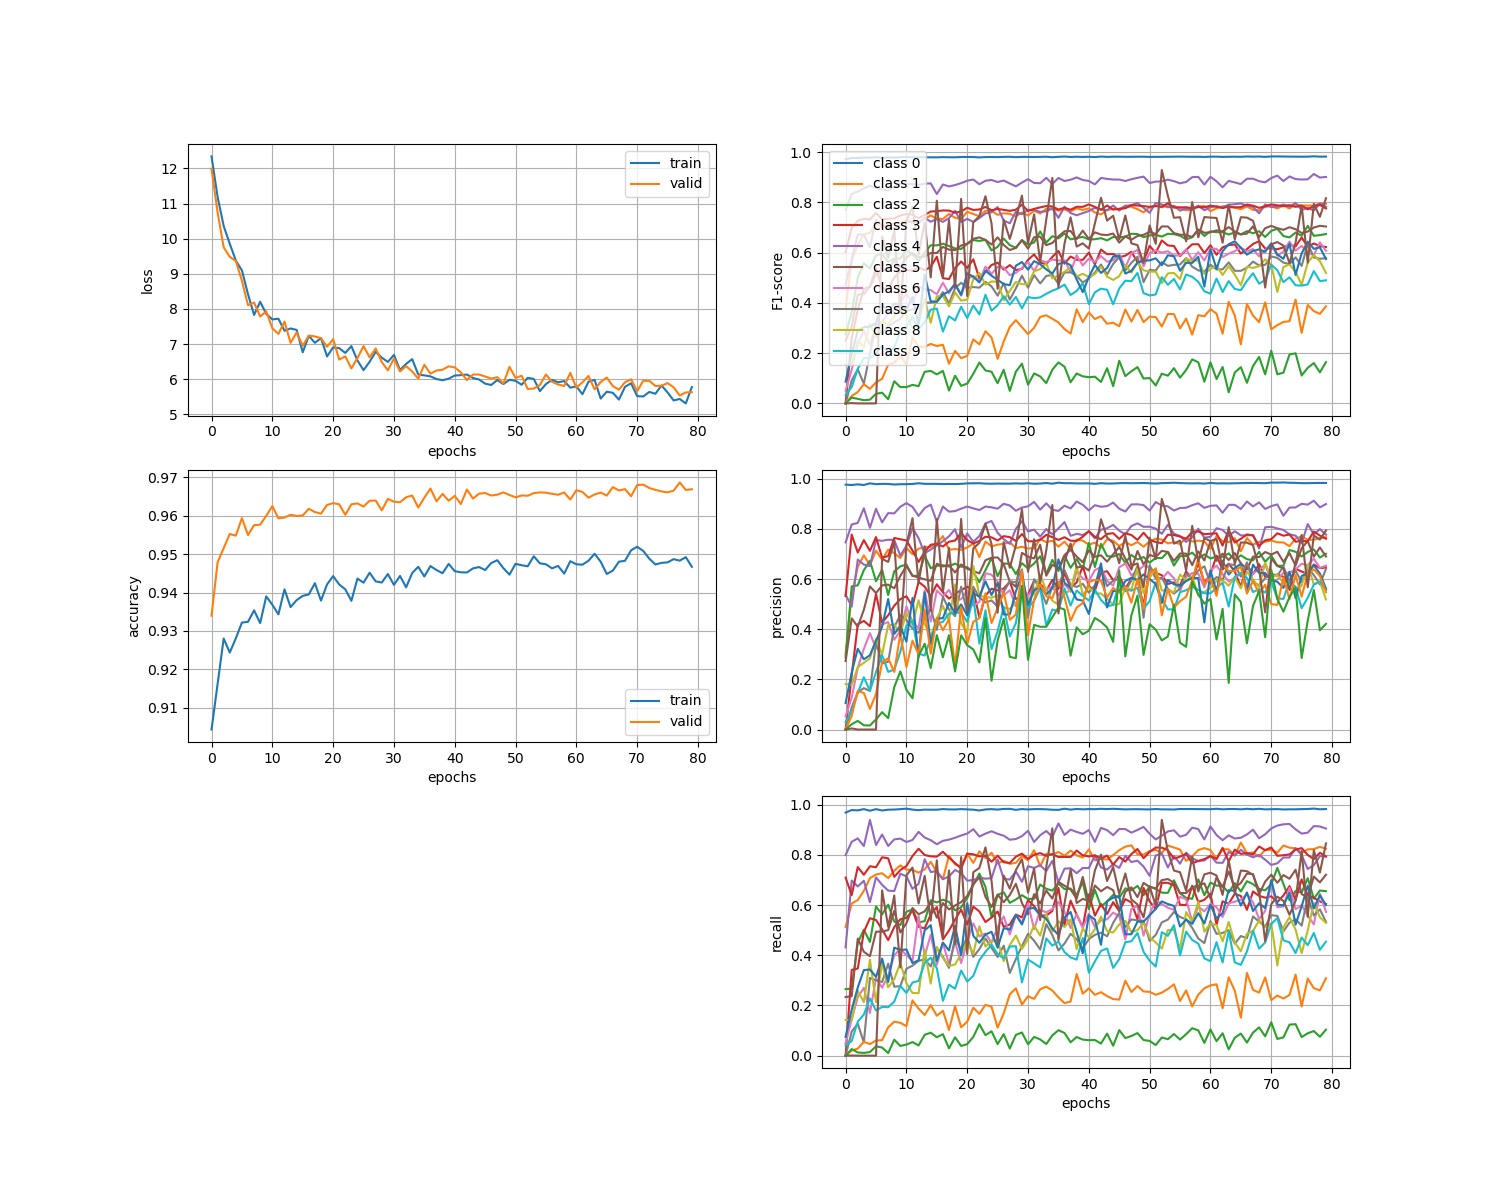 12
11
10
9
8
7
6
5
loss
train
valid
0 10 20 30 40 50 60 70 80
epochs
1.0
0.8
0.6
0.4
0.2
0.0
F1-score
class 0
class 1
class 2
class 3
class 4
class 5
class 6
class 7
class 8
class 9
0 10 20 30 40 50 60 70 80
epochs
0.97
0.96
0.95
0.94
0.93
0.92
0.91
accuracy
train
valid
0 10 20 30 40 50 60 70 80
epochs
1.0
0.8
0.6
0.4
0.2
0.0
precision
0 10 20 30 40 50 60 70 80
epochs
1.0
0.8
0.6
0.4
0.2
0.0
recall
0 10 20 30 40 50 60 70 80
epochs